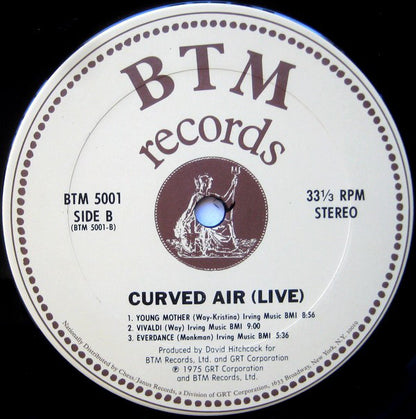 BTM
records
BTM 5001
SIDE B
(BTM 5001-B)
33⅓ RPM
STEREO
CURVED AIR (LIVE)
1. YOUNG MOTHER (Way-Kristina) Irving Music BMI 8:56
2. VIVALDI (Way) Irving Music BMI 9:00
3. EVERDANCE (Monkman) Irving Music BMI 5:36
Produced by David Hitchcock for
BTM Records, Ltd. and GRT Corporation
℗ 1975 GRT Corporation
and BTM Records, Ltd.
Nationally Distributed by Chess/Janus Records, a Division of GRT Corporation, 1633 Broadway, New York, N.Y. 10019